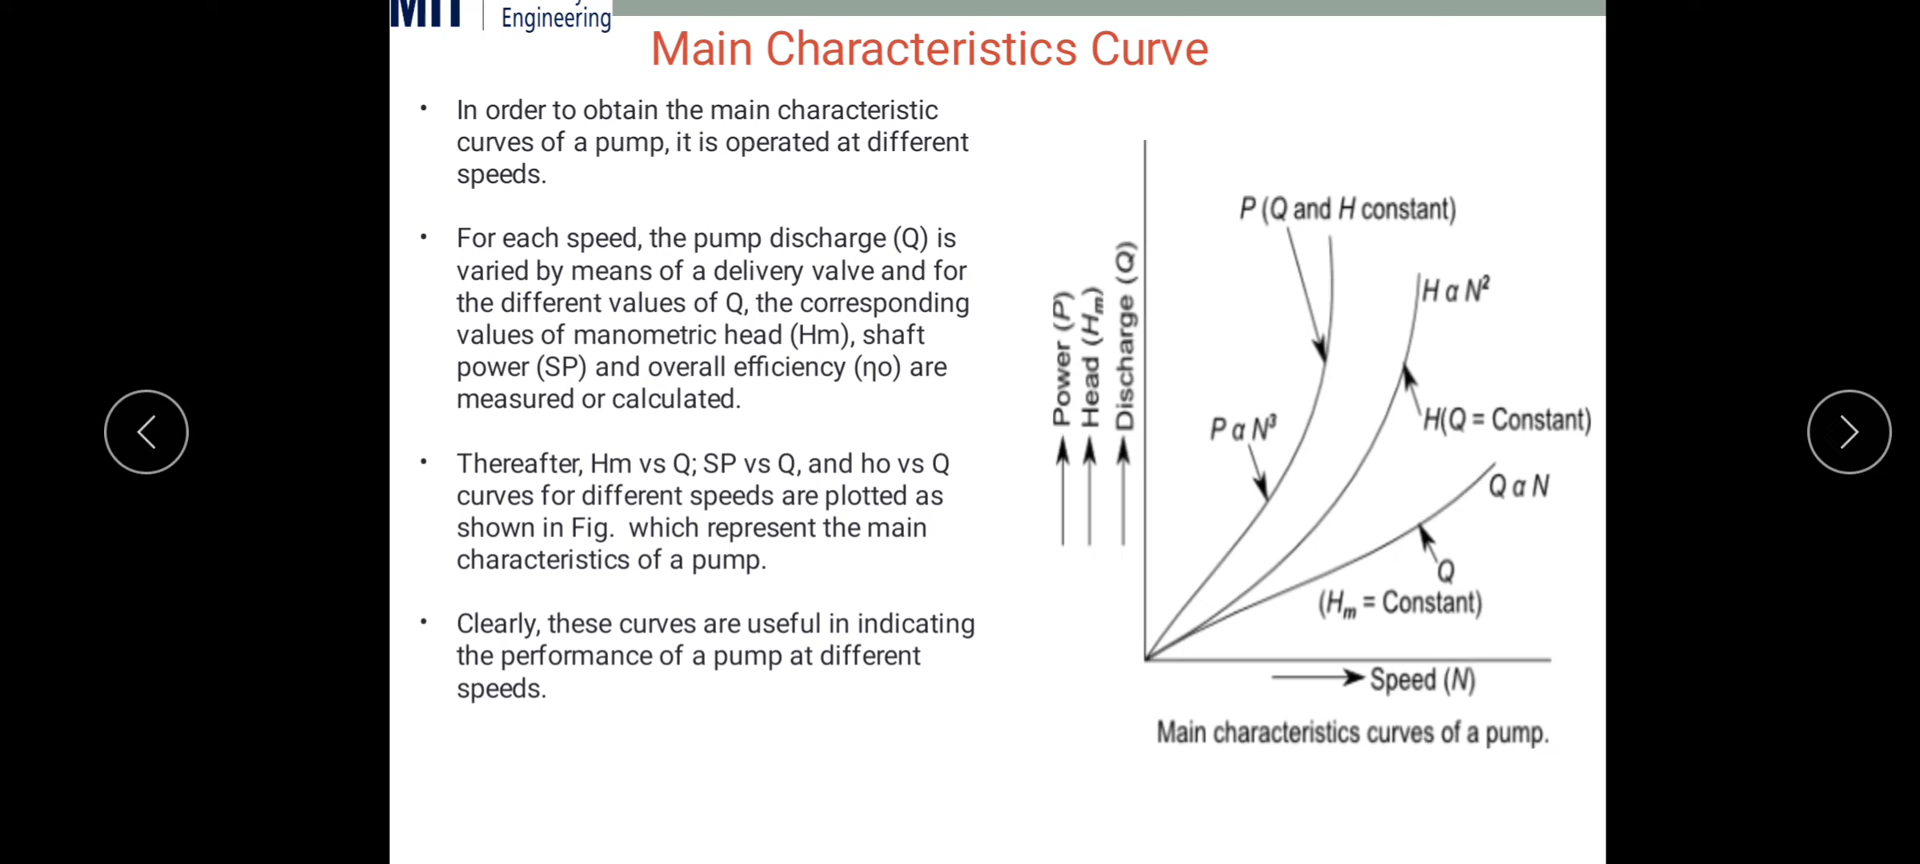 MIT
Engineering
Main Characteristics Curve
• In order to obtain the main characteristic
curves of a pump, it is operated at different
speeds.
• For each speed, the pump discharge (Q) is
varied by means of a delivery valve and for
the different values of Q, the corresponding
values of manometric head (Hm), shaft
power (SP) and overall efficiency (ηo) are
measured or calculated.
• Thereafter, Hm vs Q; SP vs Q, and ho vs Q
curves for different speeds are plotted as
shown in Fig. which represent the main
characteristics of a pump.
• Clearly, these curves are useful in indicating
the performance of a pump at different
speeds.
Power (P)
Head (Hm)
Discharge (Q)
P (Q and H constant)
H α N²
P α N³
H(Q = Constant)
Q α N
Q
(Hm = Constant)
Speed (N)
Main characteristics curves of a pump.